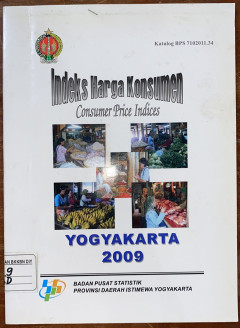 Katalog BPS 7102011.34
Indeks Harga Konsumen
Consumer Price Indices
YOGYAKARTA
2009
BADAN PUSAT STATISTIK
PROVINSI DAERAH ISTIMEWA YOGYAKARTA